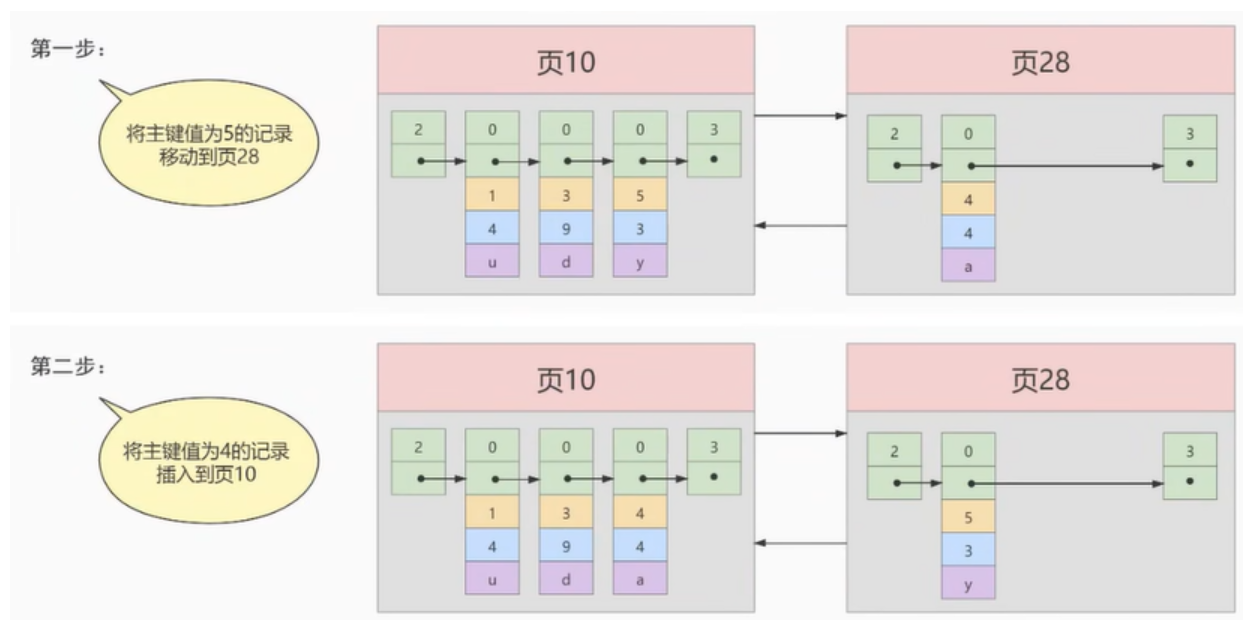 第一步:
将主键值为5的记录
移动到页28
页10
页28
2 0 0 0 3
1 3 5
4 9 3
u d y
2 0 3
4
4
a
第二步:
将主键值为4的记录
插入到页10
页10
页28
2 0 0 0 3
1 3 4
4 9 4
u d a
2 0 3
5
3
y